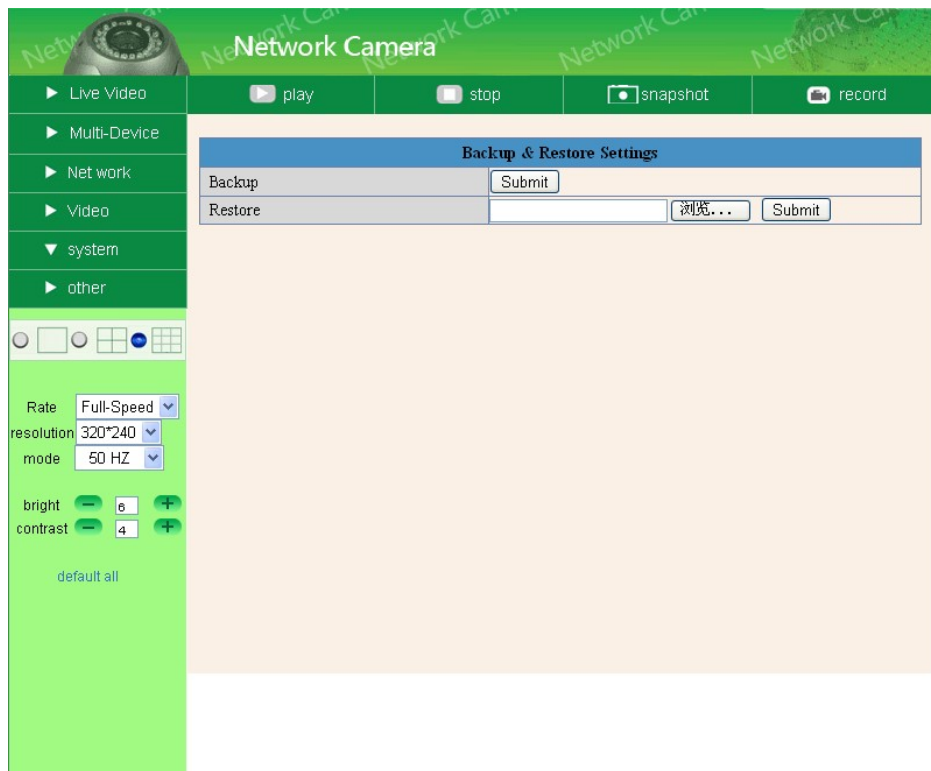 Network Camera
Live Video
play
stop
snapshot
record
Multi-Device
Net work
Video
system
other
Backup & Restore Settings
Backup
Submit
Restore
浏览...
Submit
Rate
Full-Speed
resolution
320*240
mode
50 HZ
bright
6
contrast
4
default all